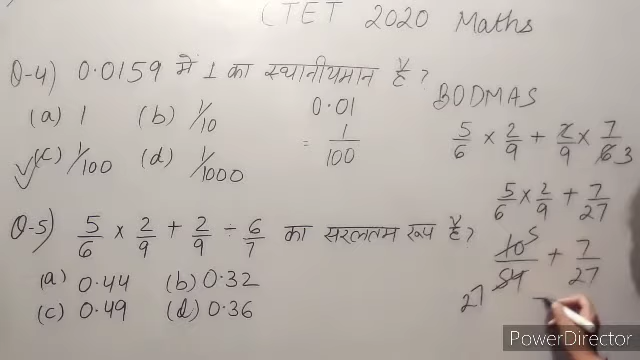 CTET 2020 Maths
Q-4) 0.0159 में 1 का स्थानीयमान है?
(a) 1 (b) 1/10
(c) 1/100 (d) 1/1000
0.01
= 1/100
Q-5) 5/6 × 2/9 + 2/9 ÷ 6/7 का सरलतम रूप है?
(a) 0.44 (b) 0.32
(c) 0.49 (d) 0.36
BODMAS
5/6 × 2/9 + 2/9 × 7/6 3
5/6 × 2/9 + 7/27
10/54 5 27 + 7/27
PowerDirector